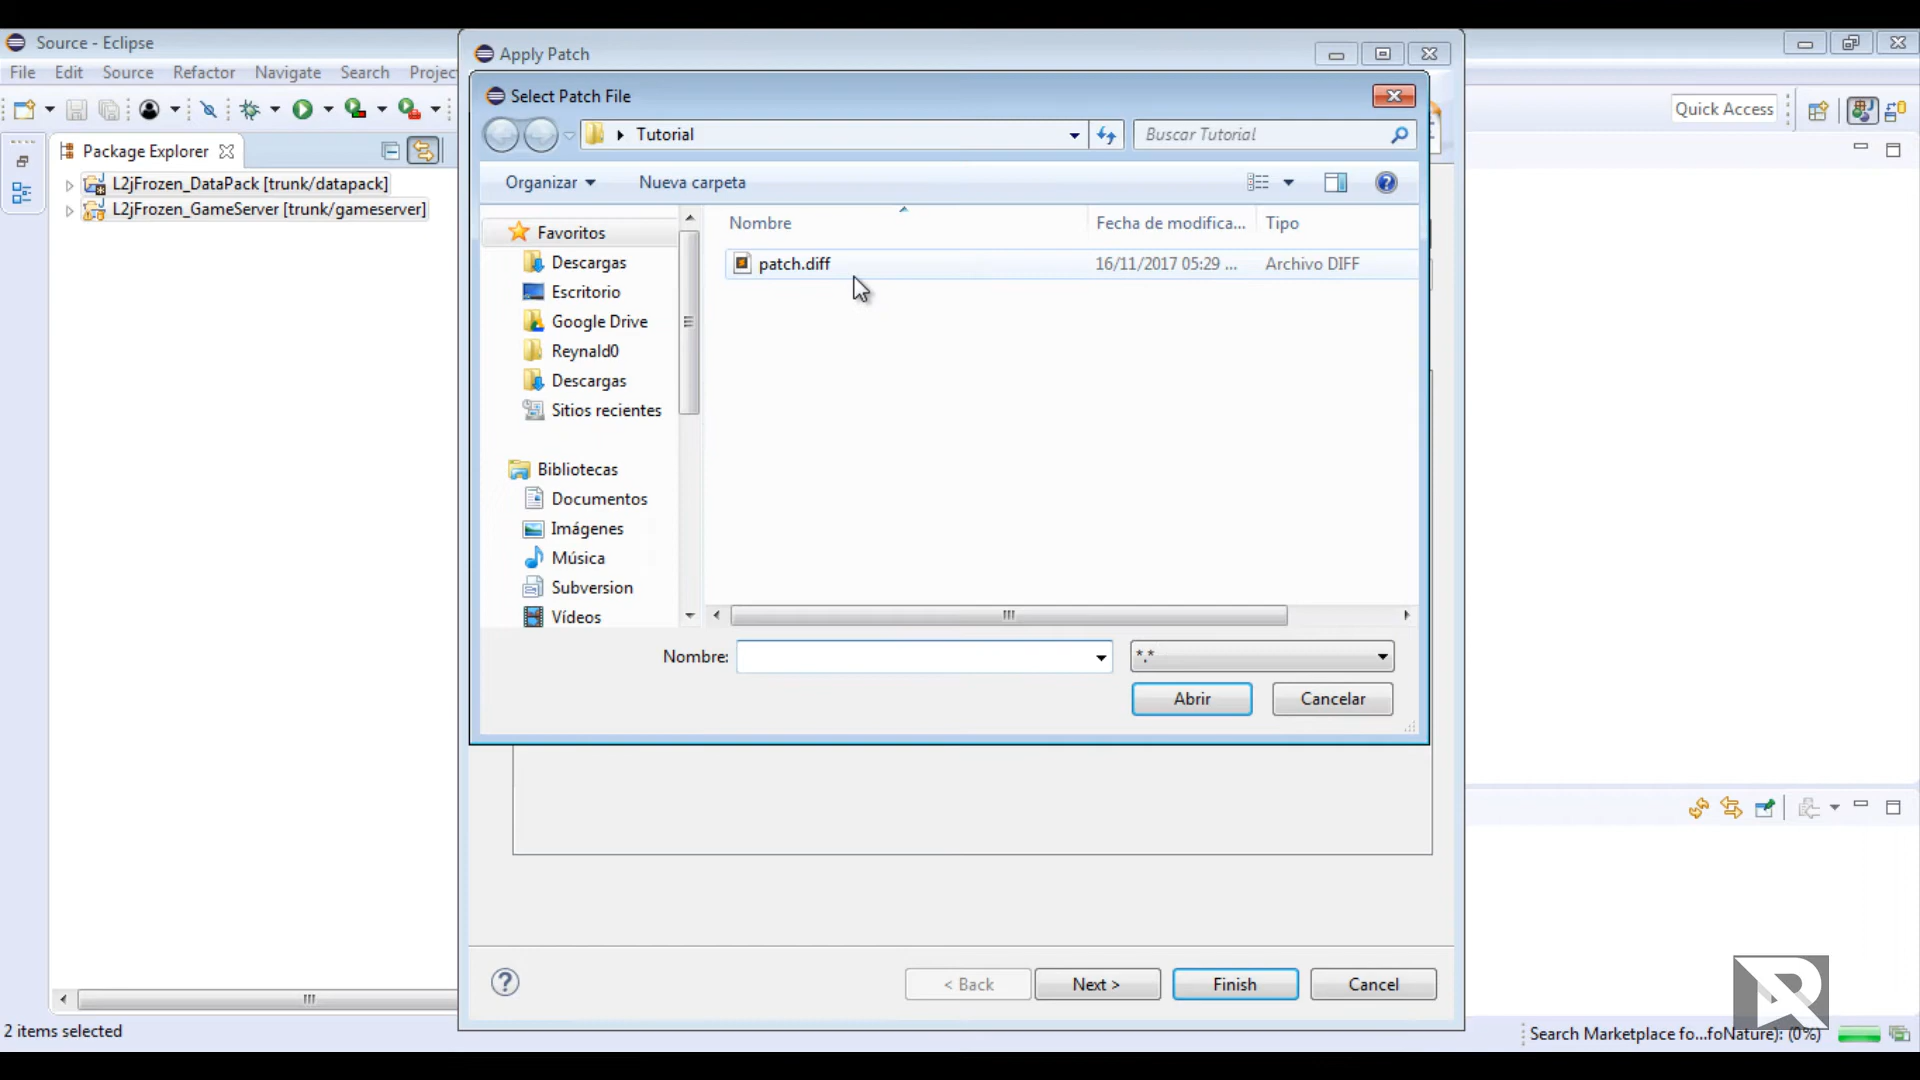 Source - Eclipse
File Edit Source Refactor Navigate Search Projec
Quick Access
Package Explorer
L2jFrozen_DataPack [trunk/datapack]
L2jFrozen_GameServer [trunk/gameserver]
Apply Patch
Select Patch File
Tutorial
Buscar Tutorial
Organizar
Nueva carpeta
Favoritos
Descargas
Escritorio
Google Drive
Reynald0
Descargas
Sitios recientes
Bibliotecas
Documentos
Imágenes
Música
Subversion
Vídeos
Nombre Fecha de modifica... Tipo
patch.diff 16/11/2017 05:29 ... Archivo DIFF
Nombre:
*.*
Abrir
Cancelar
< Back
Next >
Finish
Cancel
2 items selected
Search Marketplace fo...foNature): (0%)